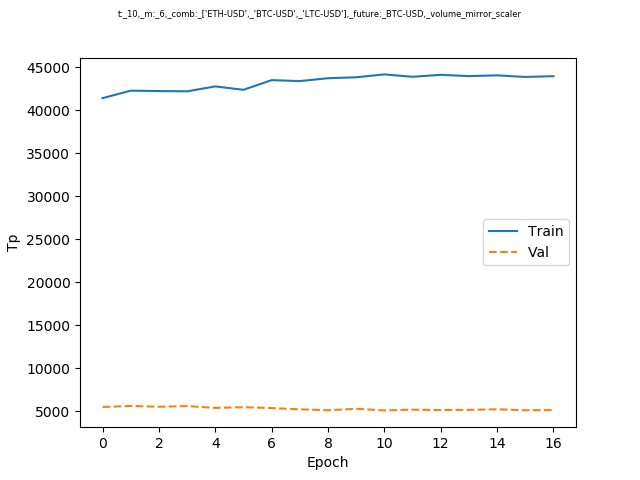 t:_10,_m:_6,_comb:_['ETH-USD',_'BTC-USD',_'LTC-USD'],_future:_BTC-USD,_volume_mirror_scaler
45000
40000
35000
30000
25000
20000
15000
10000
5000
Tp
Train
Val
0 2 4 6 8 10 12 14 16
Epoch